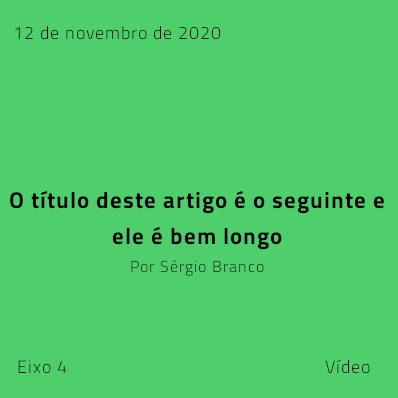 12 de novembro de 2020
O título deste artigo é o seguinte e
ele é bem longo
Por Sérgio Branco
Eixo 4
Vídeo